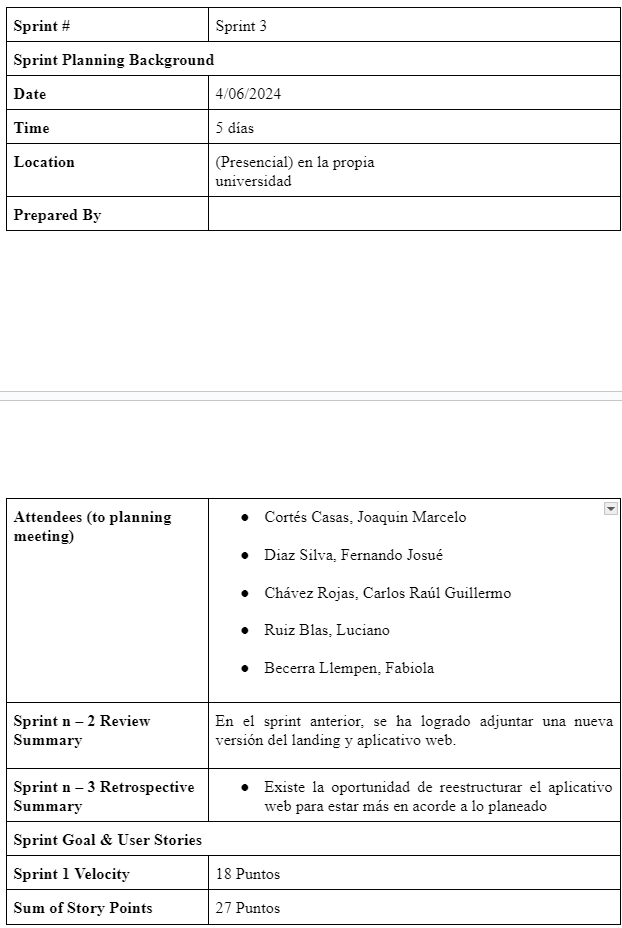 Sprint #
Sprint 3
Sprint Planning Background
Date
4/06/2024
Time
5 días
Location
(Presencial) en la propia
universidad
Prepared By
Attendees (to planning
meeting)
● Cortés Casas, Joaquin Marcelo
● Diaz Silva, Fernando Josué
● Chávez Rojas, Carlos Raúl Guillermo
● Ruiz Blas, Luciano
● Becerra Llempen, Fabiola
Sprint n – 2 Review
Summary
En el sprint anterior, se ha logrado adjuntar una nueva
versión del landing y aplicativo web.
Sprint n – 3 Retrospective
Summary
● Existe la oportunidad de reestructurar el aplicativo
web para estar más en acorde a lo planeado
Sprint Goal & User Stories
Sprint 1 Velocity
18 Puntos
Sum of Story Points
27 Puntos